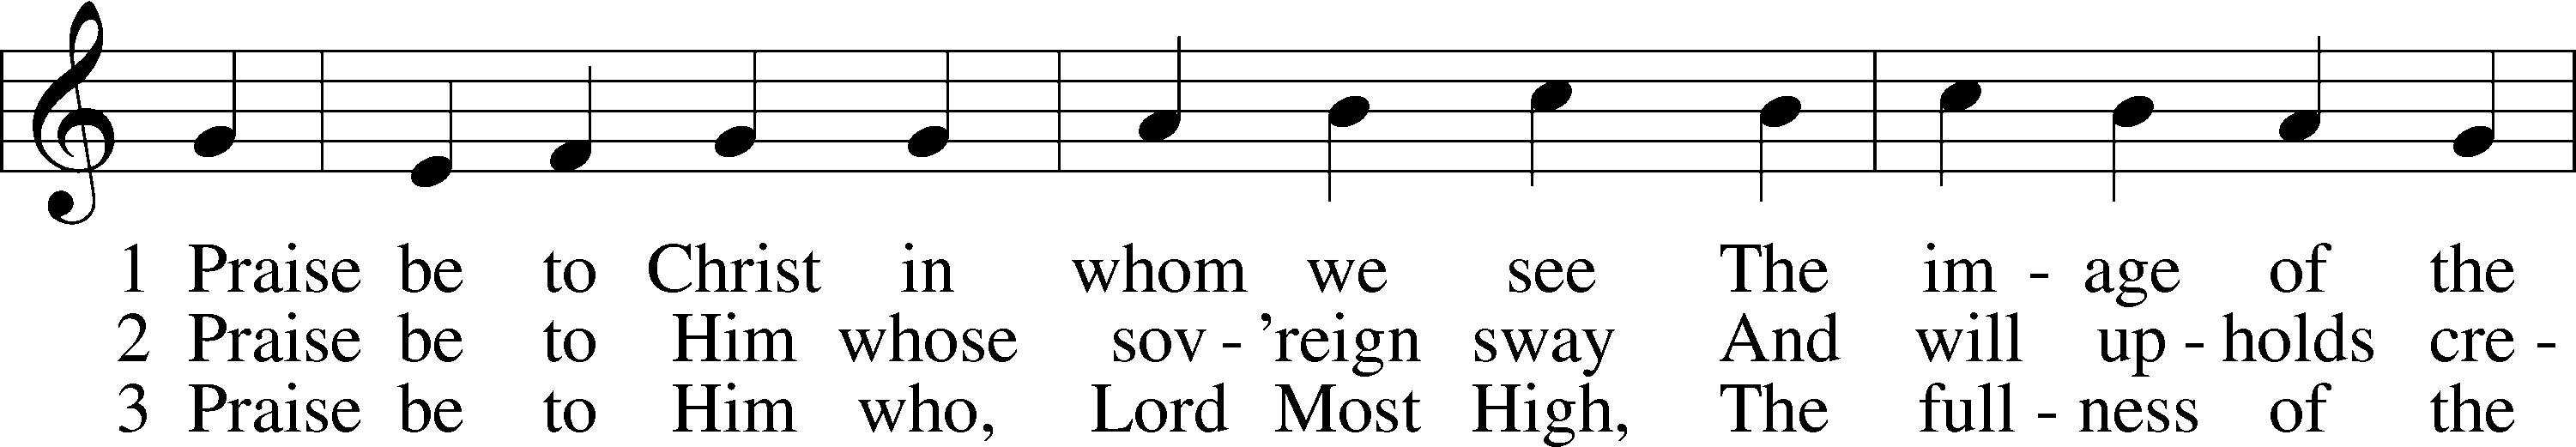 1 Praise be to Christ in whom we see The im - age of the
2 Praise be to Him whose sov - 'reign sway And will up - holds cre -
3 Praise be to Him who, Lord Most High, The full - ness of the